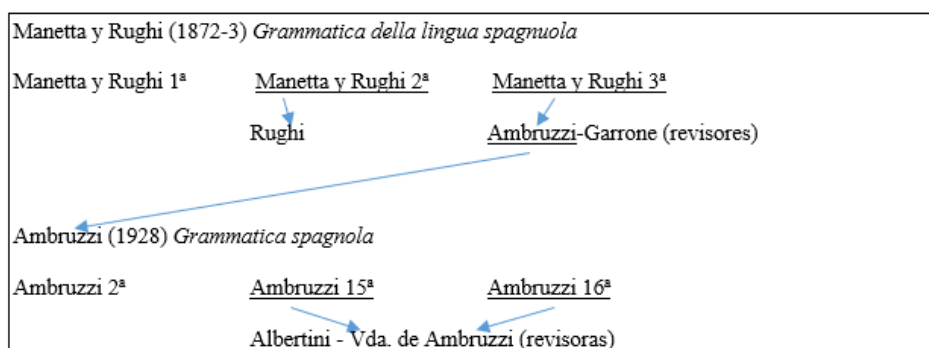 Manetta y Rughi (1872-3) Grammatica della lingua spagnuola
Manetta y Rughi 1ª Manetta y Rughi 2ª Manetta y Rughi 3ª
Rughi Ambruzzi-Garrone (revisores)
Ambruzzi (1928) Grammatica spagnola
Ambruzzi 2ª Ambruzzi 15ª Ambruzzi 16ª
Albertini - Vda. de Ambruzzi (revisoras)